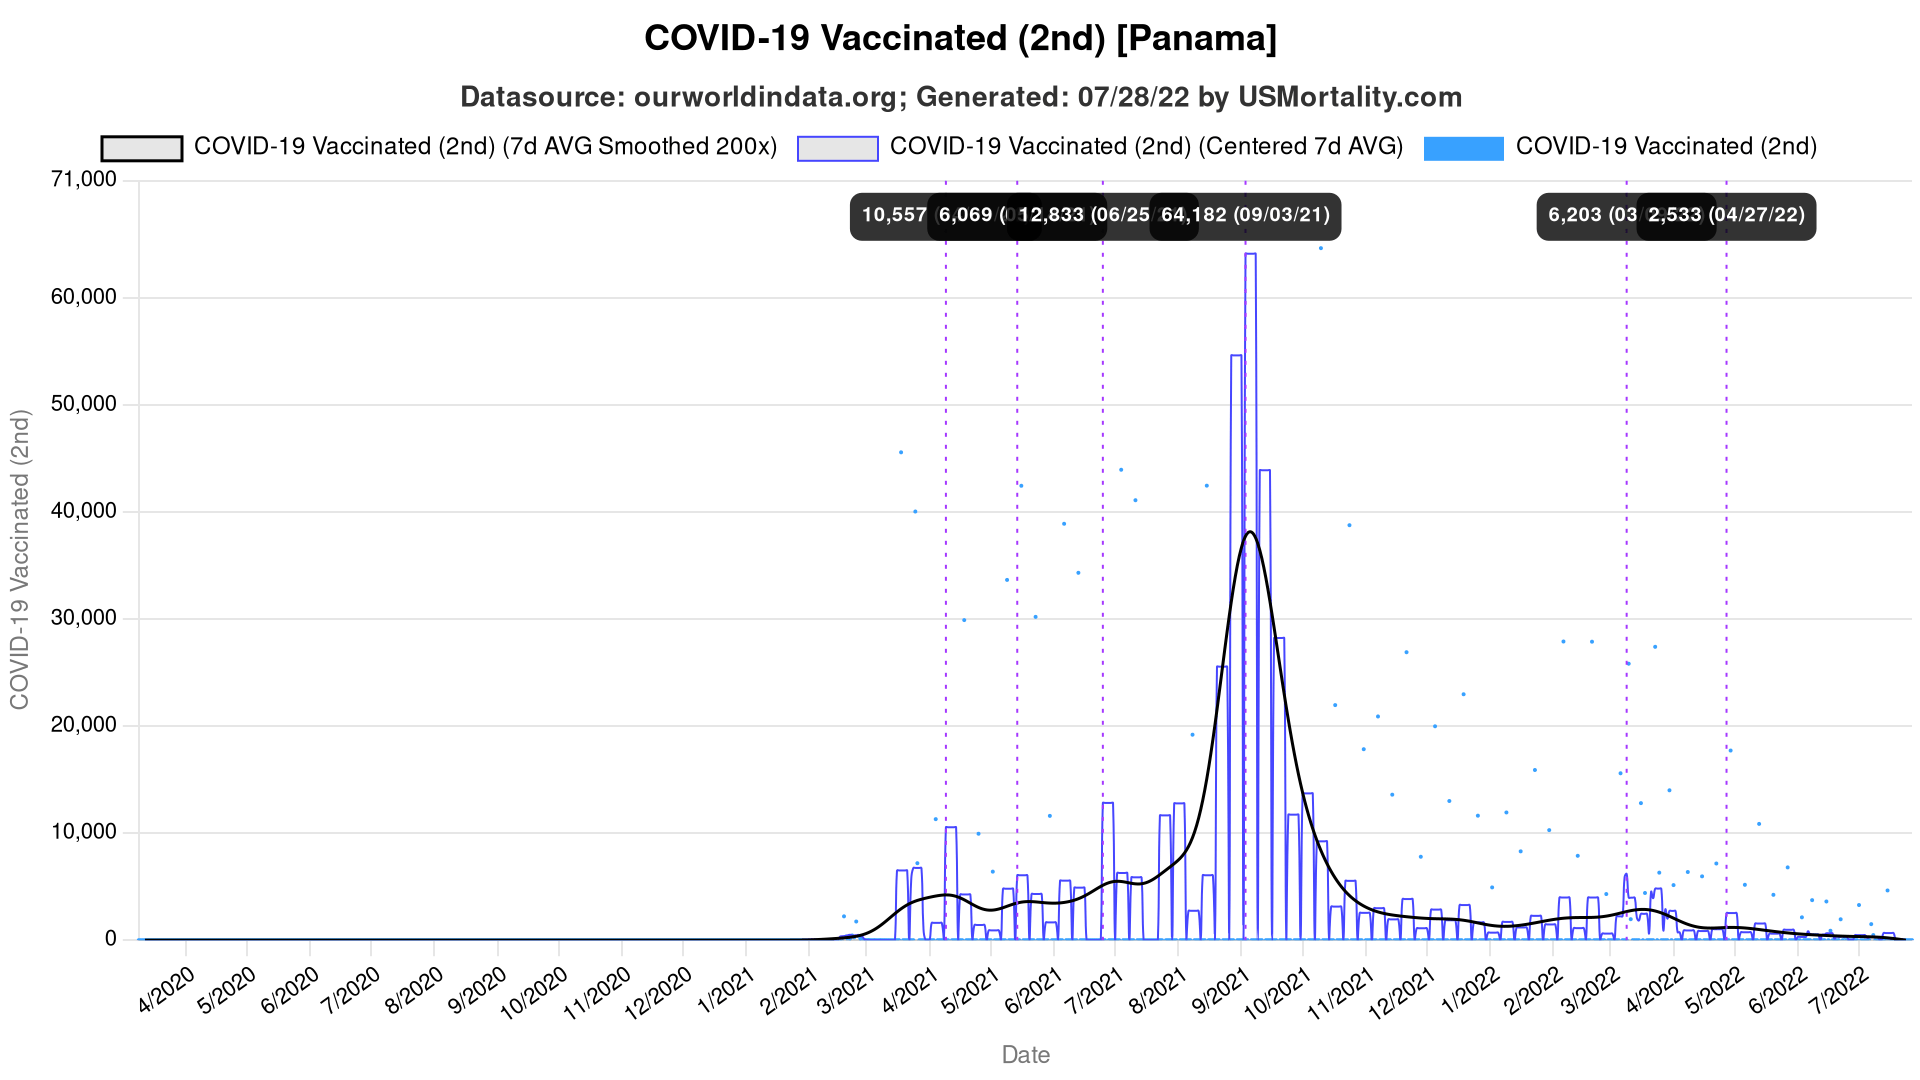 COVID-19 Vaccinated (2nd) [Panama]
Datasource: ourworldindata.org; Generated: 07/28/22 by USMortality.com
COVID-19 Vaccinated (2nd) (7d AVG Smoothed 200x) COVID-19 Vaccinated (2nd) (Centered 7d AVG) COVID-19 Vaccinated (2nd)
71,000
10,557 6,069 12,833 (06/25 64,182 (09/03/21) 6,203 (03/ 2,533 (04/27/22)
60,000
50,000
40,000
30,000
20,000
10,000
0
COVID-19 Vaccinated (2nd)
4/2020 5/2020 6/2020 7/2020 8/2020 9/2020 10/2020 11/2020 12/2020 1/2021 2/2021 3/2021 4/2021 5/2021 6/2021 7/2021 8/2021 9/2021 10/2021 11/2021 12/2021 1/2022 2/2022 3/2022 4/2022 5/2022 6/2022 7/2022
Date